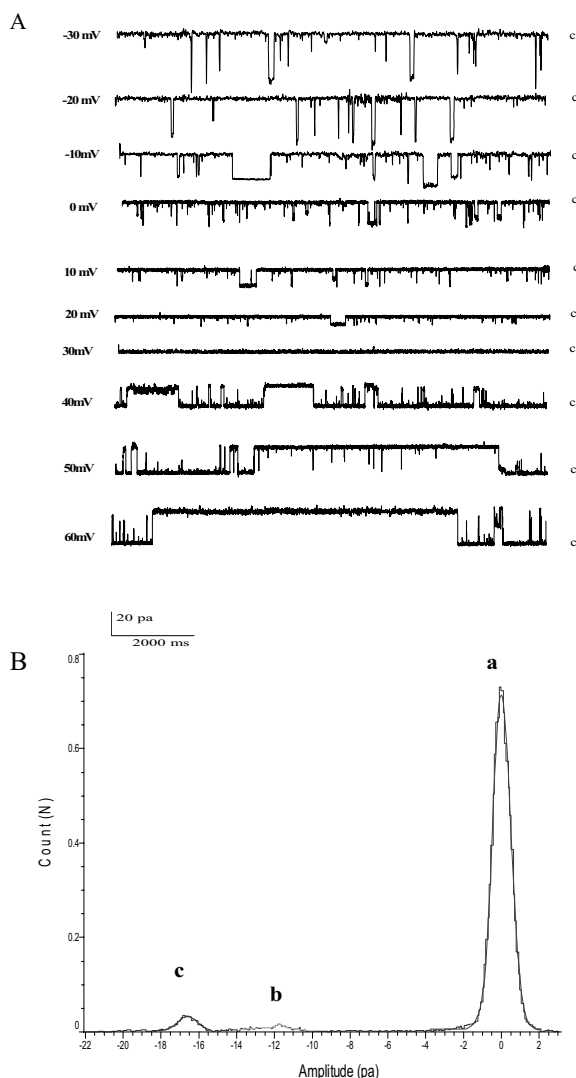 A
-30 mV c
-20 mV c
-10mV c
0 mV c
10 mV c
20 mV c
30mV c
40mV c
50mV c
60mV c
20 pa
2000 ms
B
a
b
c
0.8
0.6
0.4
0.2
0
Count (N)
-22 -20 -18 -16 -14 -12 -10 -8 -6 -4 -2 0 2
Amplitude (pa)